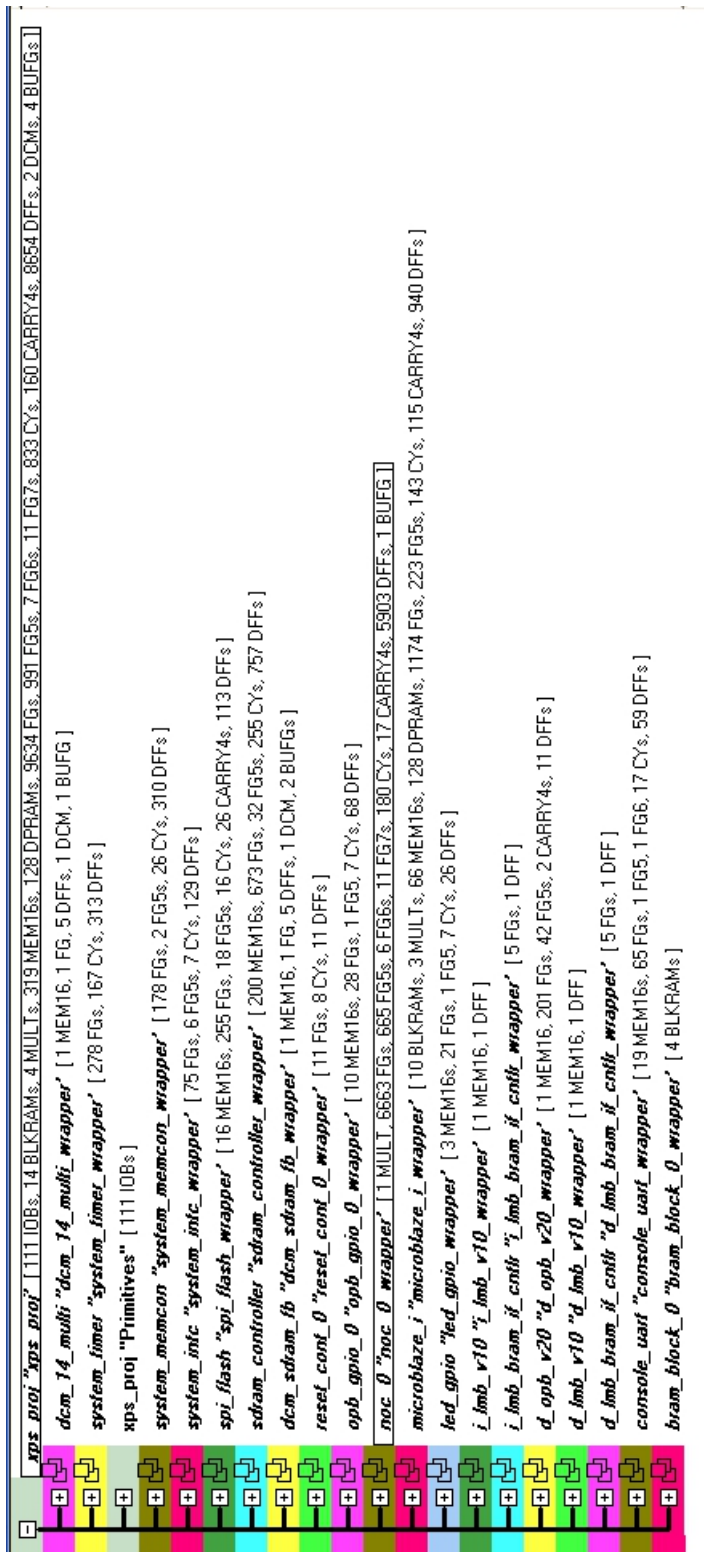 xps_proj "xps_proj" [ 111 IOBs, 14 BLKRAMs, 4 MULTs, 319 MEM16s, 128 DPRAMs, 9634 FGs, 991 FG5s, 7 FG6s, 11 FG7s, 833 CYs, 160 CARRY4s, 8654 DFFs, 2 DCMs, 4 BUFGs ]
dcm_14_multi "dcm_14_multi_wrapper" [ 1 MEM16, 1 FG, 5 DFFs, 1 DCM, 1 BUFG ]
system_timer "system_timer_wrapper" [ 278 FGs, 167 CYs, 313 DFFs ]
xps_proj "Primitives" [ 111 IOBs ]
system_memcon "system_memcon_wrapper" [ 178 FGs, 2 FG5s, 26 CYs, 310 DFFs ]
system_intc "system_intc_wrapper" [ 75 FGs, 6 FG5s, 7 CYs, 129 DFFs ]
spi_flash "spi_flash_wrapper" [ 16 MEM16s, 255 FGs, 18 FG5s, 16 CYs, 26 CARRY4s, 113 DFFs ]
sdram_controller "sdram_controller_wrapper" [ 200 MEM16s, 673 FGs, 32 FG5s, 255 CYs, 757 DFFs ]
dcm_sdram_fb "dcm_sdram_fb_wrapper" [ 1 MEM16, 1 FG, 5 DFFs, 1 DCM, 2 BUFGs ]
reset_cont_0 "reset_cont_0_wrapper" [ 11 FGs, 8 CYs, 11 DFFs ]
opb_gpio_0 "opb_gpio_0_wrapper" [ 10 MEM16s, 28 FGs, 1 FG5, 7 CYs, 68 DFFs ]
noc_0 "noc_0_wrapper" [ 1 MULT, 6663 FGs, 665 FG5s, 6 FG6s, 11 FG7s, 180 CYs, 17 CARRY4s, 5903 DFFs, 1 BUFG ]
microblaze_i "microblaze_i_wrapper" [ 10 BLKRAMs, 3 MULTs, 66 MEM16s, 128 DPRAMs, 1174 FGs, 223 FG5s, 143 CYs, 115 CARRY4s, 940 DFFs ]
led_gpio "led_gpio_wrapper" [ 3 MEM16s, 21 FGs, 1 FG5, 7 CYs, 26 DFFs ]
i_lmb_v10 "i_lmb_v10_wrapper" [ 1 MEM16, 1 DFF ]
i_lmb_bram_if_cntlr "i_lmb_bram_if_cntlr_wrapper" [ 5 FGs, 1 DFF ]
d_opb_v20 "d_opb_v20_wrapper" [ 1 MEM16, 201 FGs, 42 FG5s, 2 CARRY4s, 11 DFFs ]
d_lmb_v10 "d_lmb_v10_wrapper" [ 1 MEM16, 1 DFF ]
d_lmb_bram_if_cntlr "d_lmb_bram_if_cntlr_wrapper" [ 5 FGs, 1 DFF ]
console_uart "console_uart_wrapper" [ 19 MEM16s, 65 FGs, 1 FG5, 1 FG6, 17 CYs, 59 DFFs ]
bram_block_0 "bram_block_0_wrapper" [ 4 BLKRAMs ]